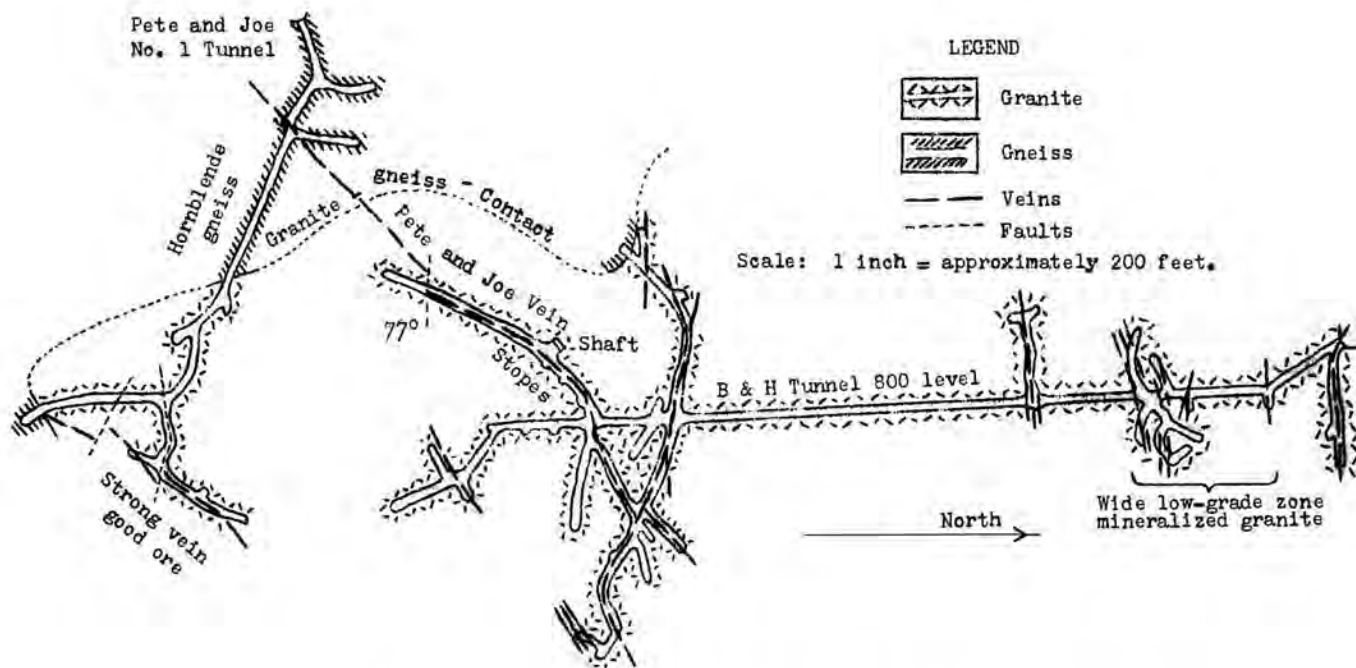 Pete and Joe
No. 1 Tunnel
LEGEND
Granite
Gneiss
Veins
Faults
Scale: 1 inch = approximately 200 feet.
Hornblende
gneiss
Granite
gneiss - Contact
Pete and Joe Vein
Shaft
77°
Stopes
B & H Tunnel 800 level
Strong vein
good ore
North
Wide low-grade zone
mineralized granite